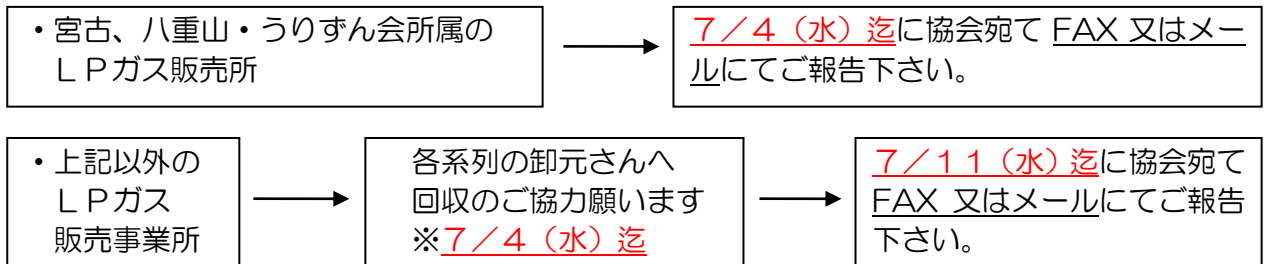 ・宮古、八重山・うりずん会所属の
ＬＰガス販売所
７／４（水）迄に協会宛て FAX 又はメー
ルにてご報告下さい。
・上記以外の
ＬＰガス
販売事業所
各系列の卸元さんへ
回収のご協力願います
※７／４（水）迄
７／１１（水）迄に協会宛て
FAX 又はメールにてご報告
下さい。